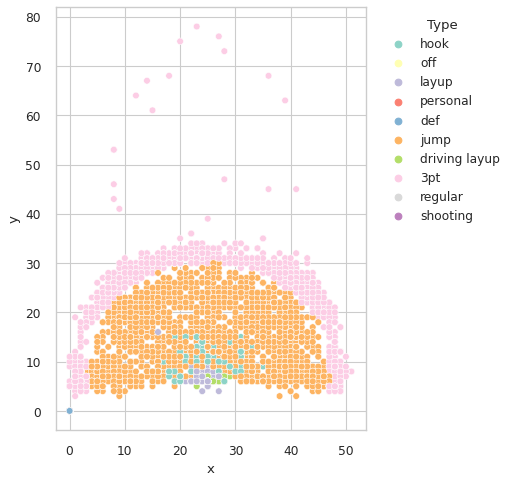 80
70
60
50
40
30
20
10
0
y
0 10 20 30 40 50
x
Type
hook
off
layup
personal
def
jump
driving layup
3pt
regular
shooting